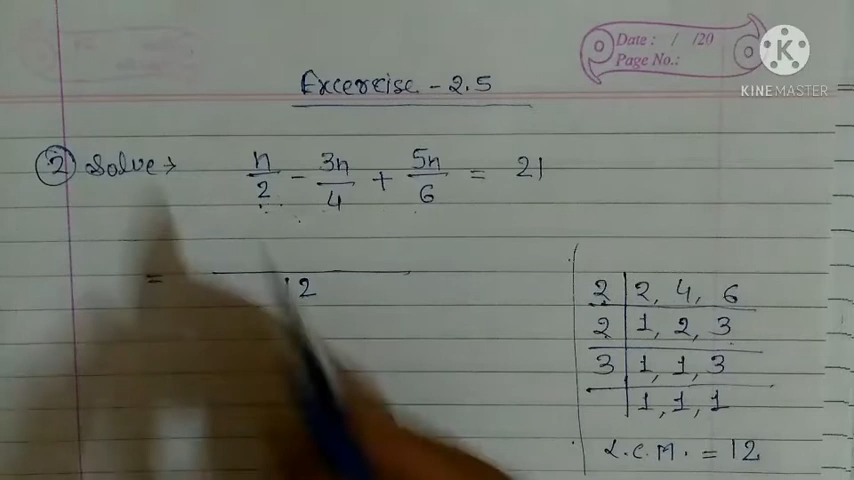 Date : / /20
Page No.:
K
KINEMASTER
Excercise - 2.5
2 Solve → n/2 - 3n/4 + 5n/6 = 21
= /12
2 | 2, 4, 6
2 | 1, 2, 3
3 | 1, 1, 3
1, 1, 1
L.C.M. = 12